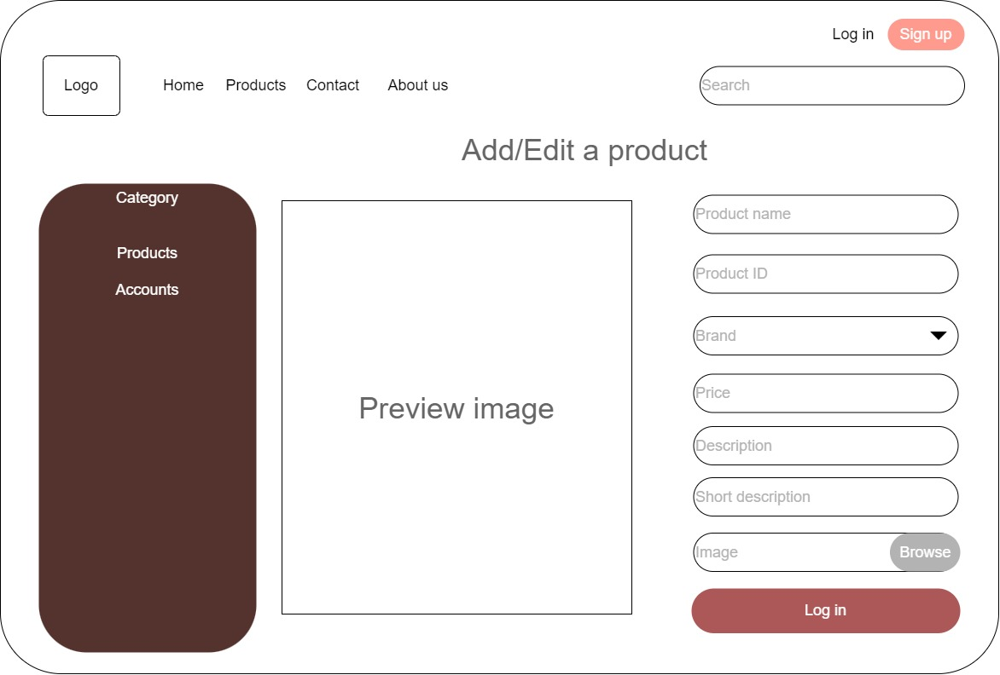 Log in
Sign up
Logo
Home
Products
Contact
About us
Search
Add/Edit a product
Category
Products
Accounts
Preview image
Product name
Product ID
Brand
Price
Description
Short description
Image
Browse
Log in